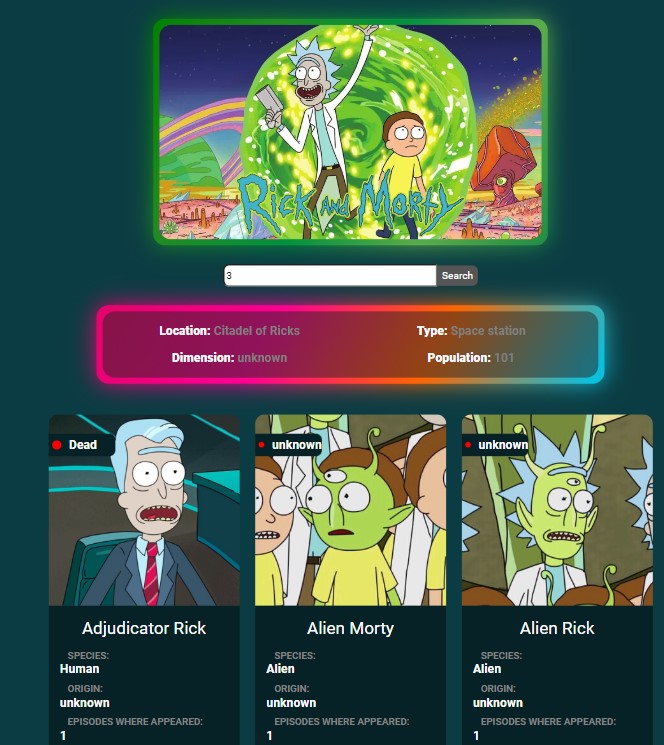 Rick and Morty
3 Search
Location: Citadel of Ricks Type: Space station
Dimension: unknown Population: 101
Dead unknown unknown
Adjudicator Rick Alien Morty Alien Rick
SPECIES: SPECIES: SPECIES:
Human Alien Alien
ORIGIN: ORIGIN: ORIGIN:
unknown unknown unknown
EPISODES WHERE APPEARED: EPISODES WHERE APPEARED: EPISODES WHERE APPEARED:
1 1 1